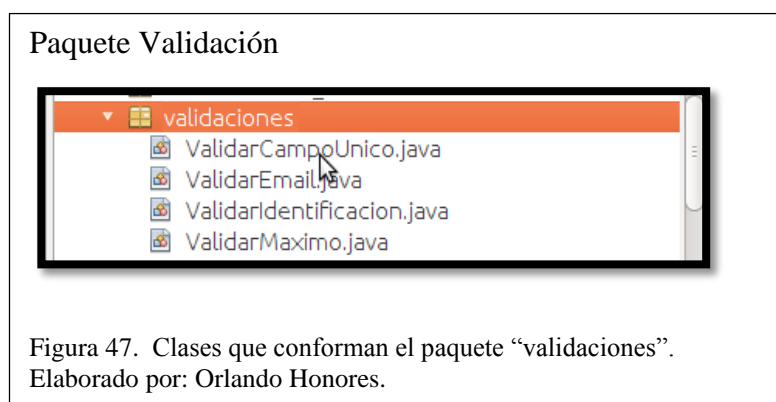 Paquete Validación
validaciones
ValidarCampoUnico.java
ValidarEmail.java
ValidarIdentificacion.java
ValidarMaximo.java
Figura 47. Clases que conforman el paquete “validaciones”.
Elaborado por: Orlando Honores.